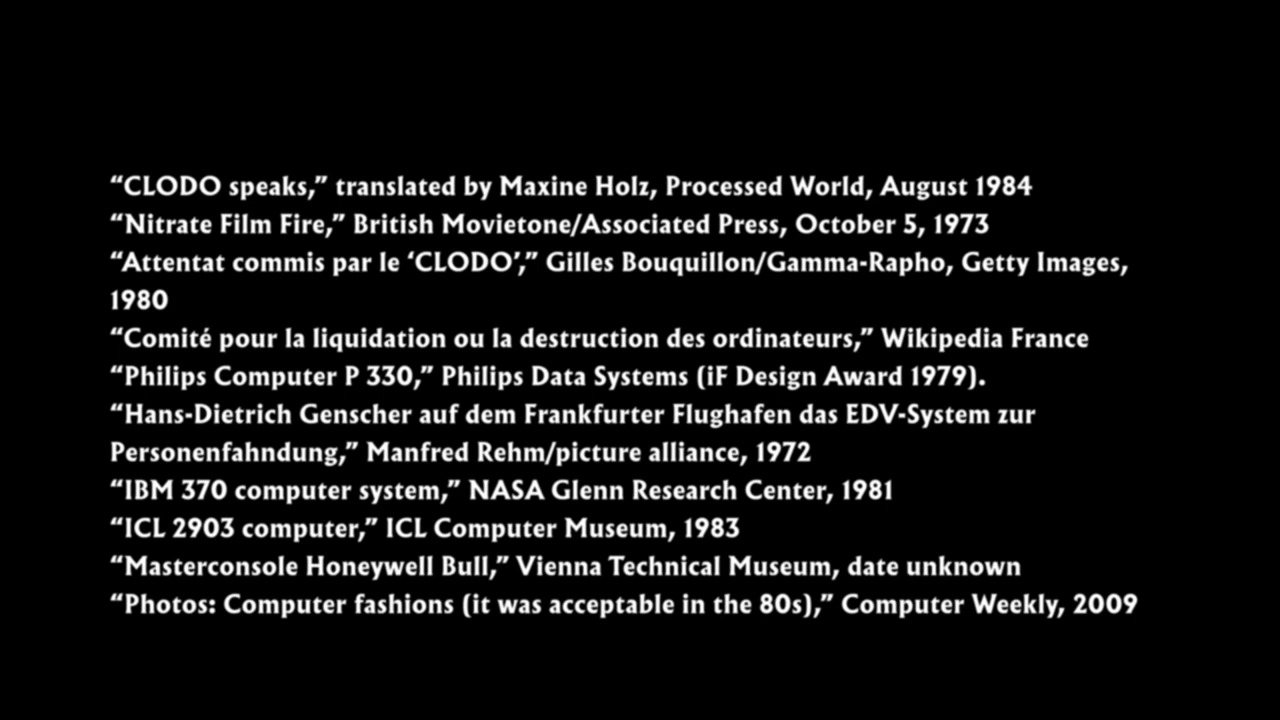 “CLODO speaks,” translated by Maxine Holz, Processed World, August 1984
“Nitrate Film Fire,” British Movietone/Associated Press, October 5, 1973
“Attentat commis par le ‘CLODO’,” Gilles Bouquillon/Gamma-Rapho, Getty Images,
1980
“Comité pour la liquidation ou la destruction des ordinateurs,” Wikipedia France
“Philips Computer P 330,” Philips Data Systems (iF Design Award 1979).
“Hans-Dietrich Genscher auf dem Frankfurter Flughafen das EDV-System zur
Personenfahndung,” Manfred Rehm/picture alliance, 1972
“IBM 370 computer system,” NASA Glenn Research Center, 1981
“ICL 2903 computer,” ICL Computer Museum, 1983
“Masterconsole Honeywell Bull,” Vienna Technical Museum, date unknown
“Photos: Computer fashions (it was acceptable in the 80s),” Computer Weekly, 2009